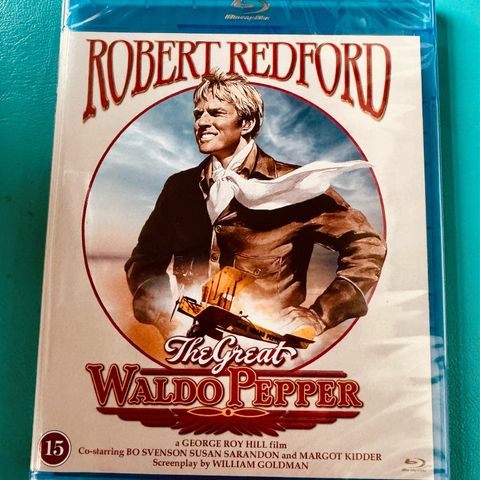 Blu-ray Disc
ROBERT REDFORD
The Great
WALDO PEPPER
a GEORGE ROY HILL film
15
Co-starring BO SVENSON SUSAN SARANDON and MARGOT KIDDER
Screenplay by WILLIAM GOLDMAN